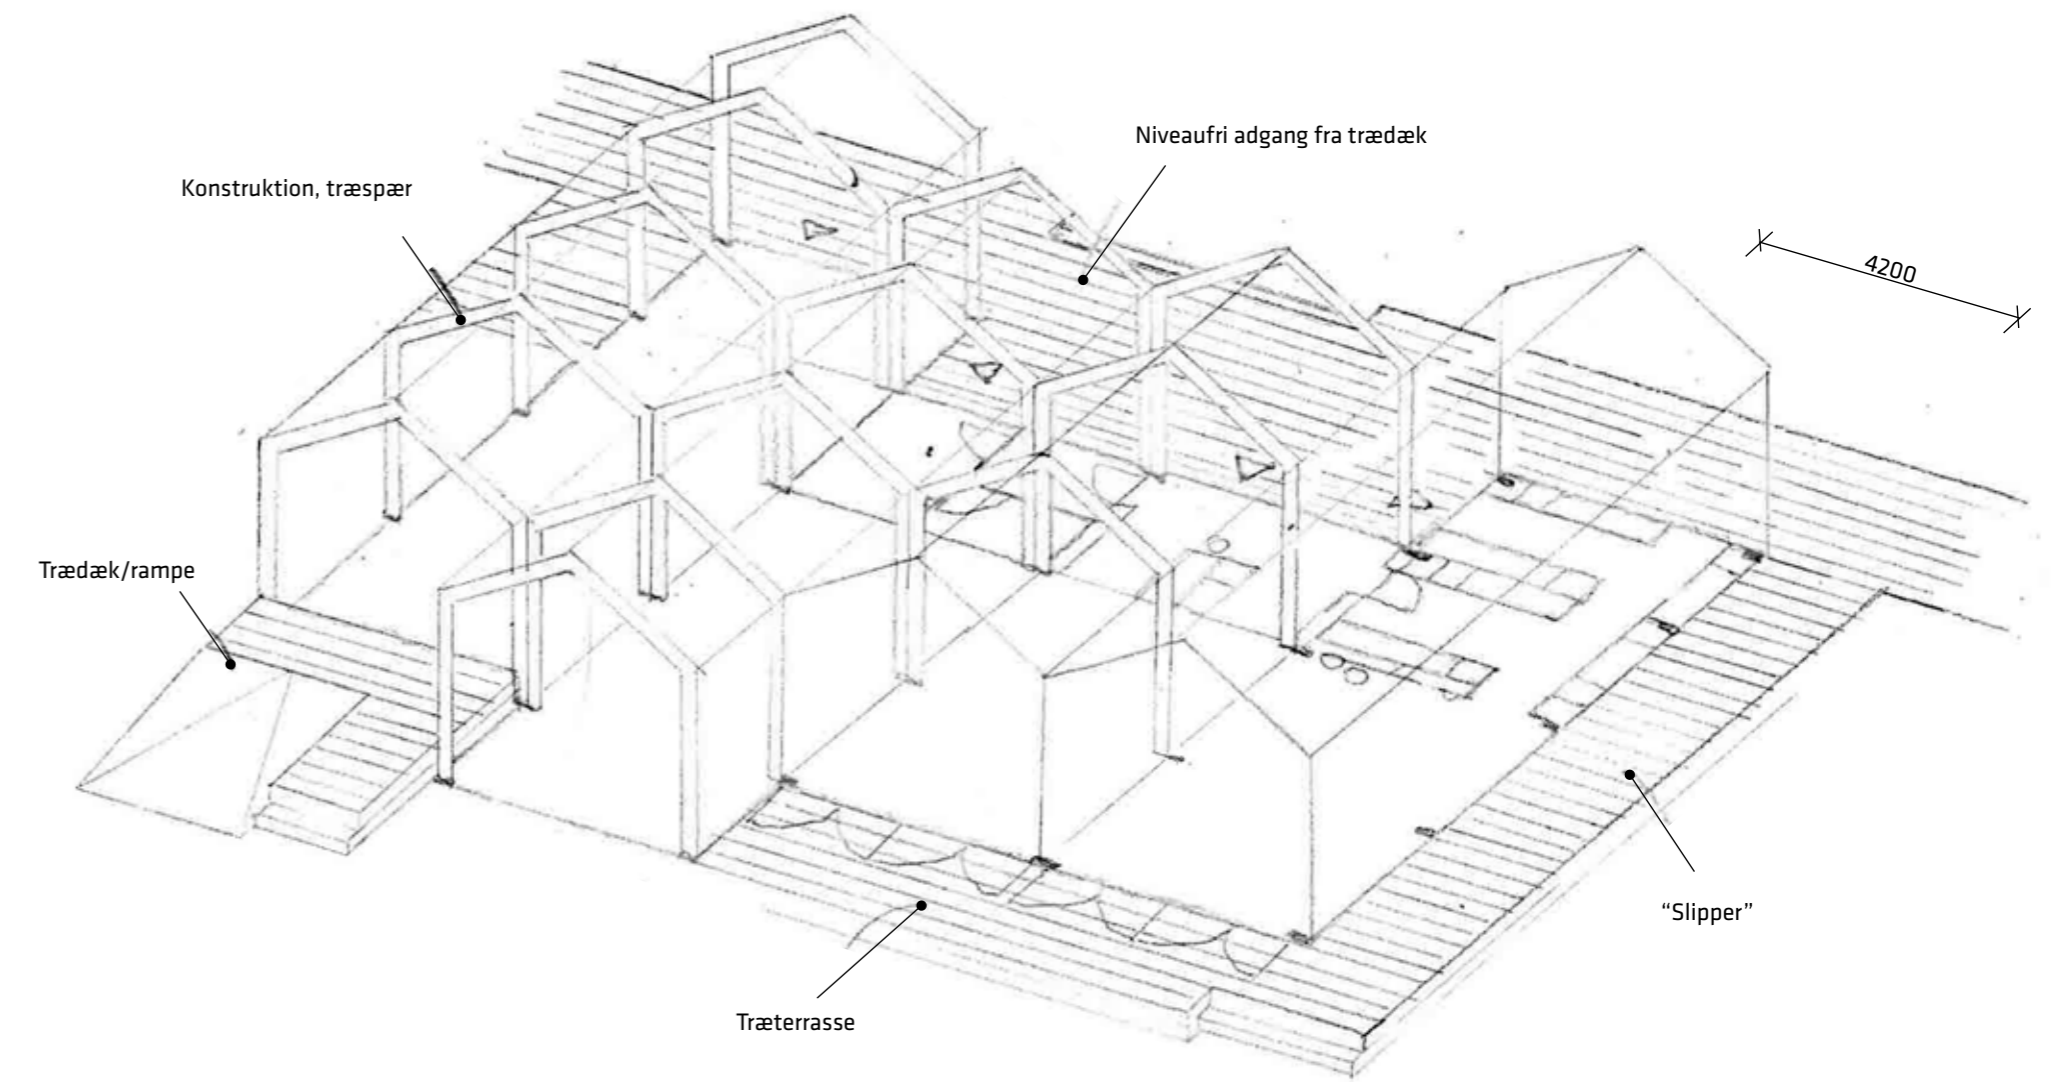 Niveaufri adgang fra trædæk
Konstruktion, træspær
4200
Trædæk/rampe
“Slipper”
Træterrasse